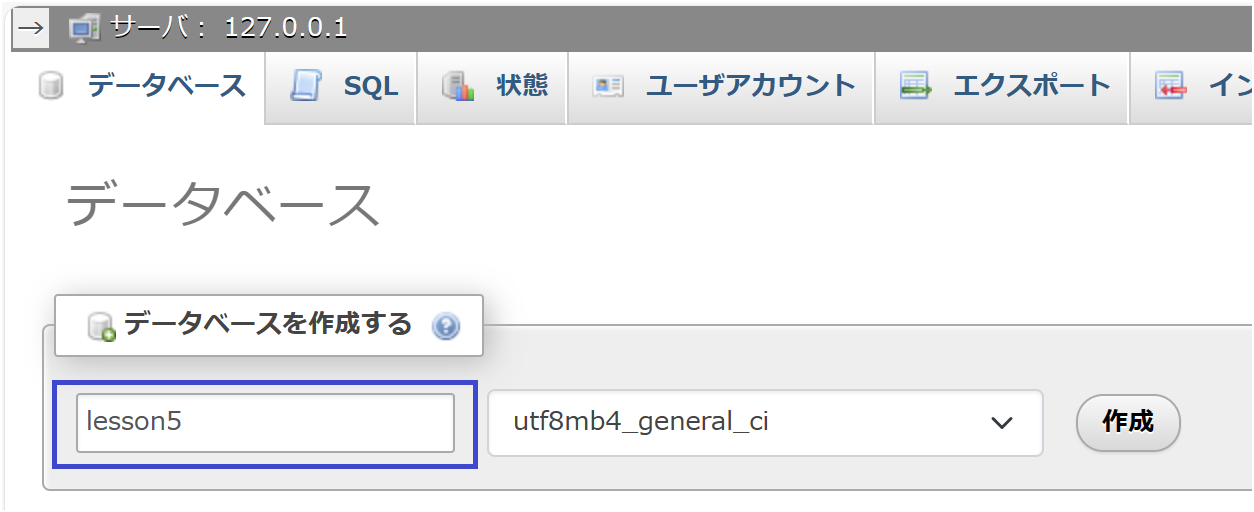 → サーバ： 127.0.0.1
データベース SQL 状態 ユーザアカウント エクスポート イン
データベース
データベースを作成する
lesson5 utf8mb4_general_ci 作成